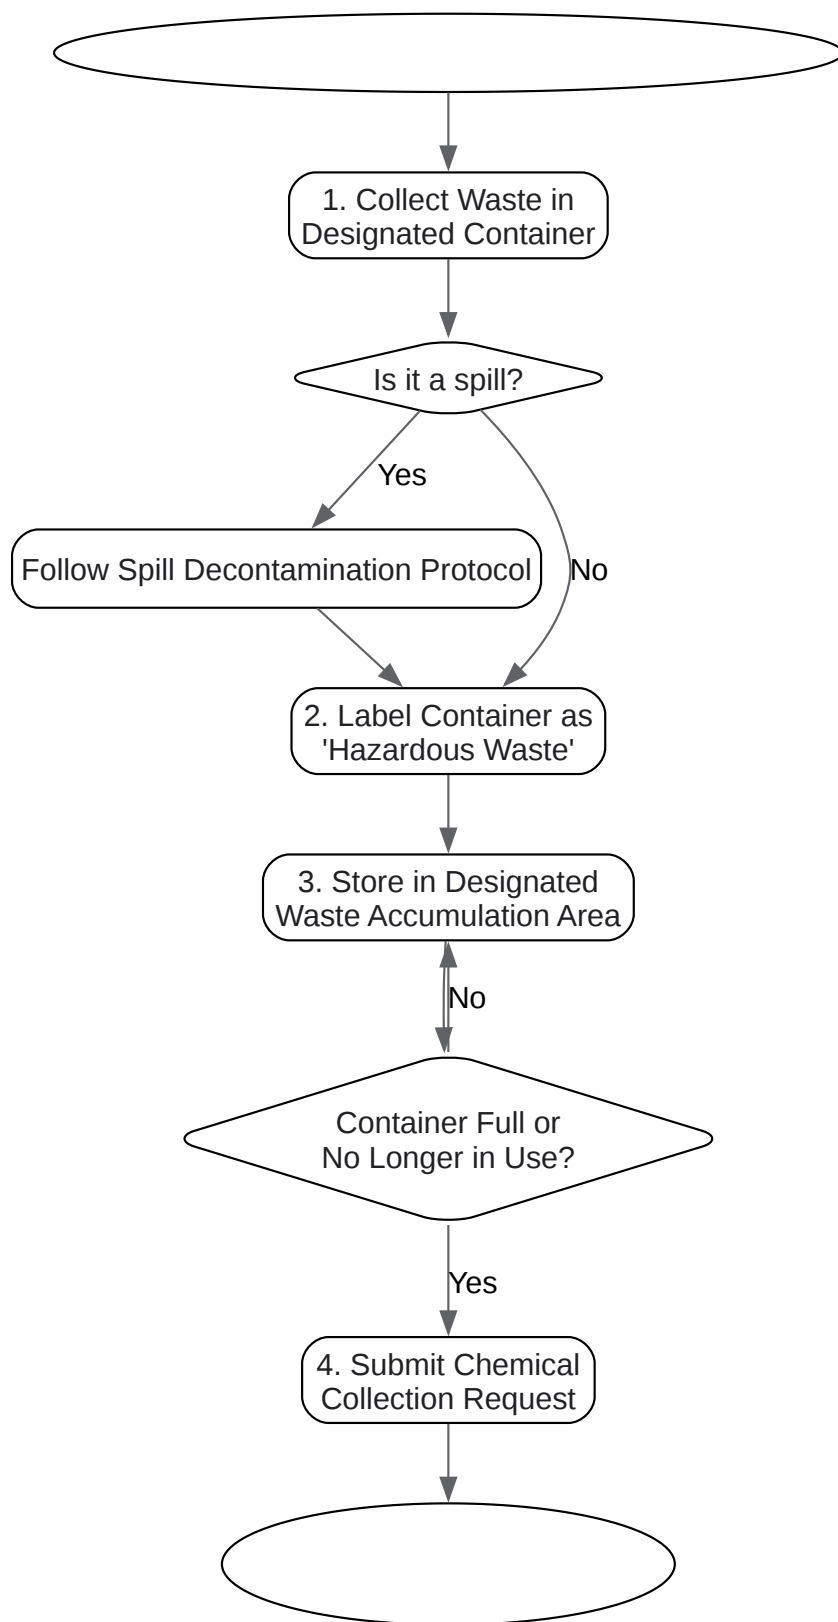 1. Collect Waste in
Designated Container
Is it a spill?
Yes
Follow Spill Decontamination Protocol
No
2. Label Container as
'Hazardous Waste'
3. Store in Designated
Waste Accumulation Area
No
Container Full or
No Longer in Use?
Yes
4. Submit Chemical
Collection Request